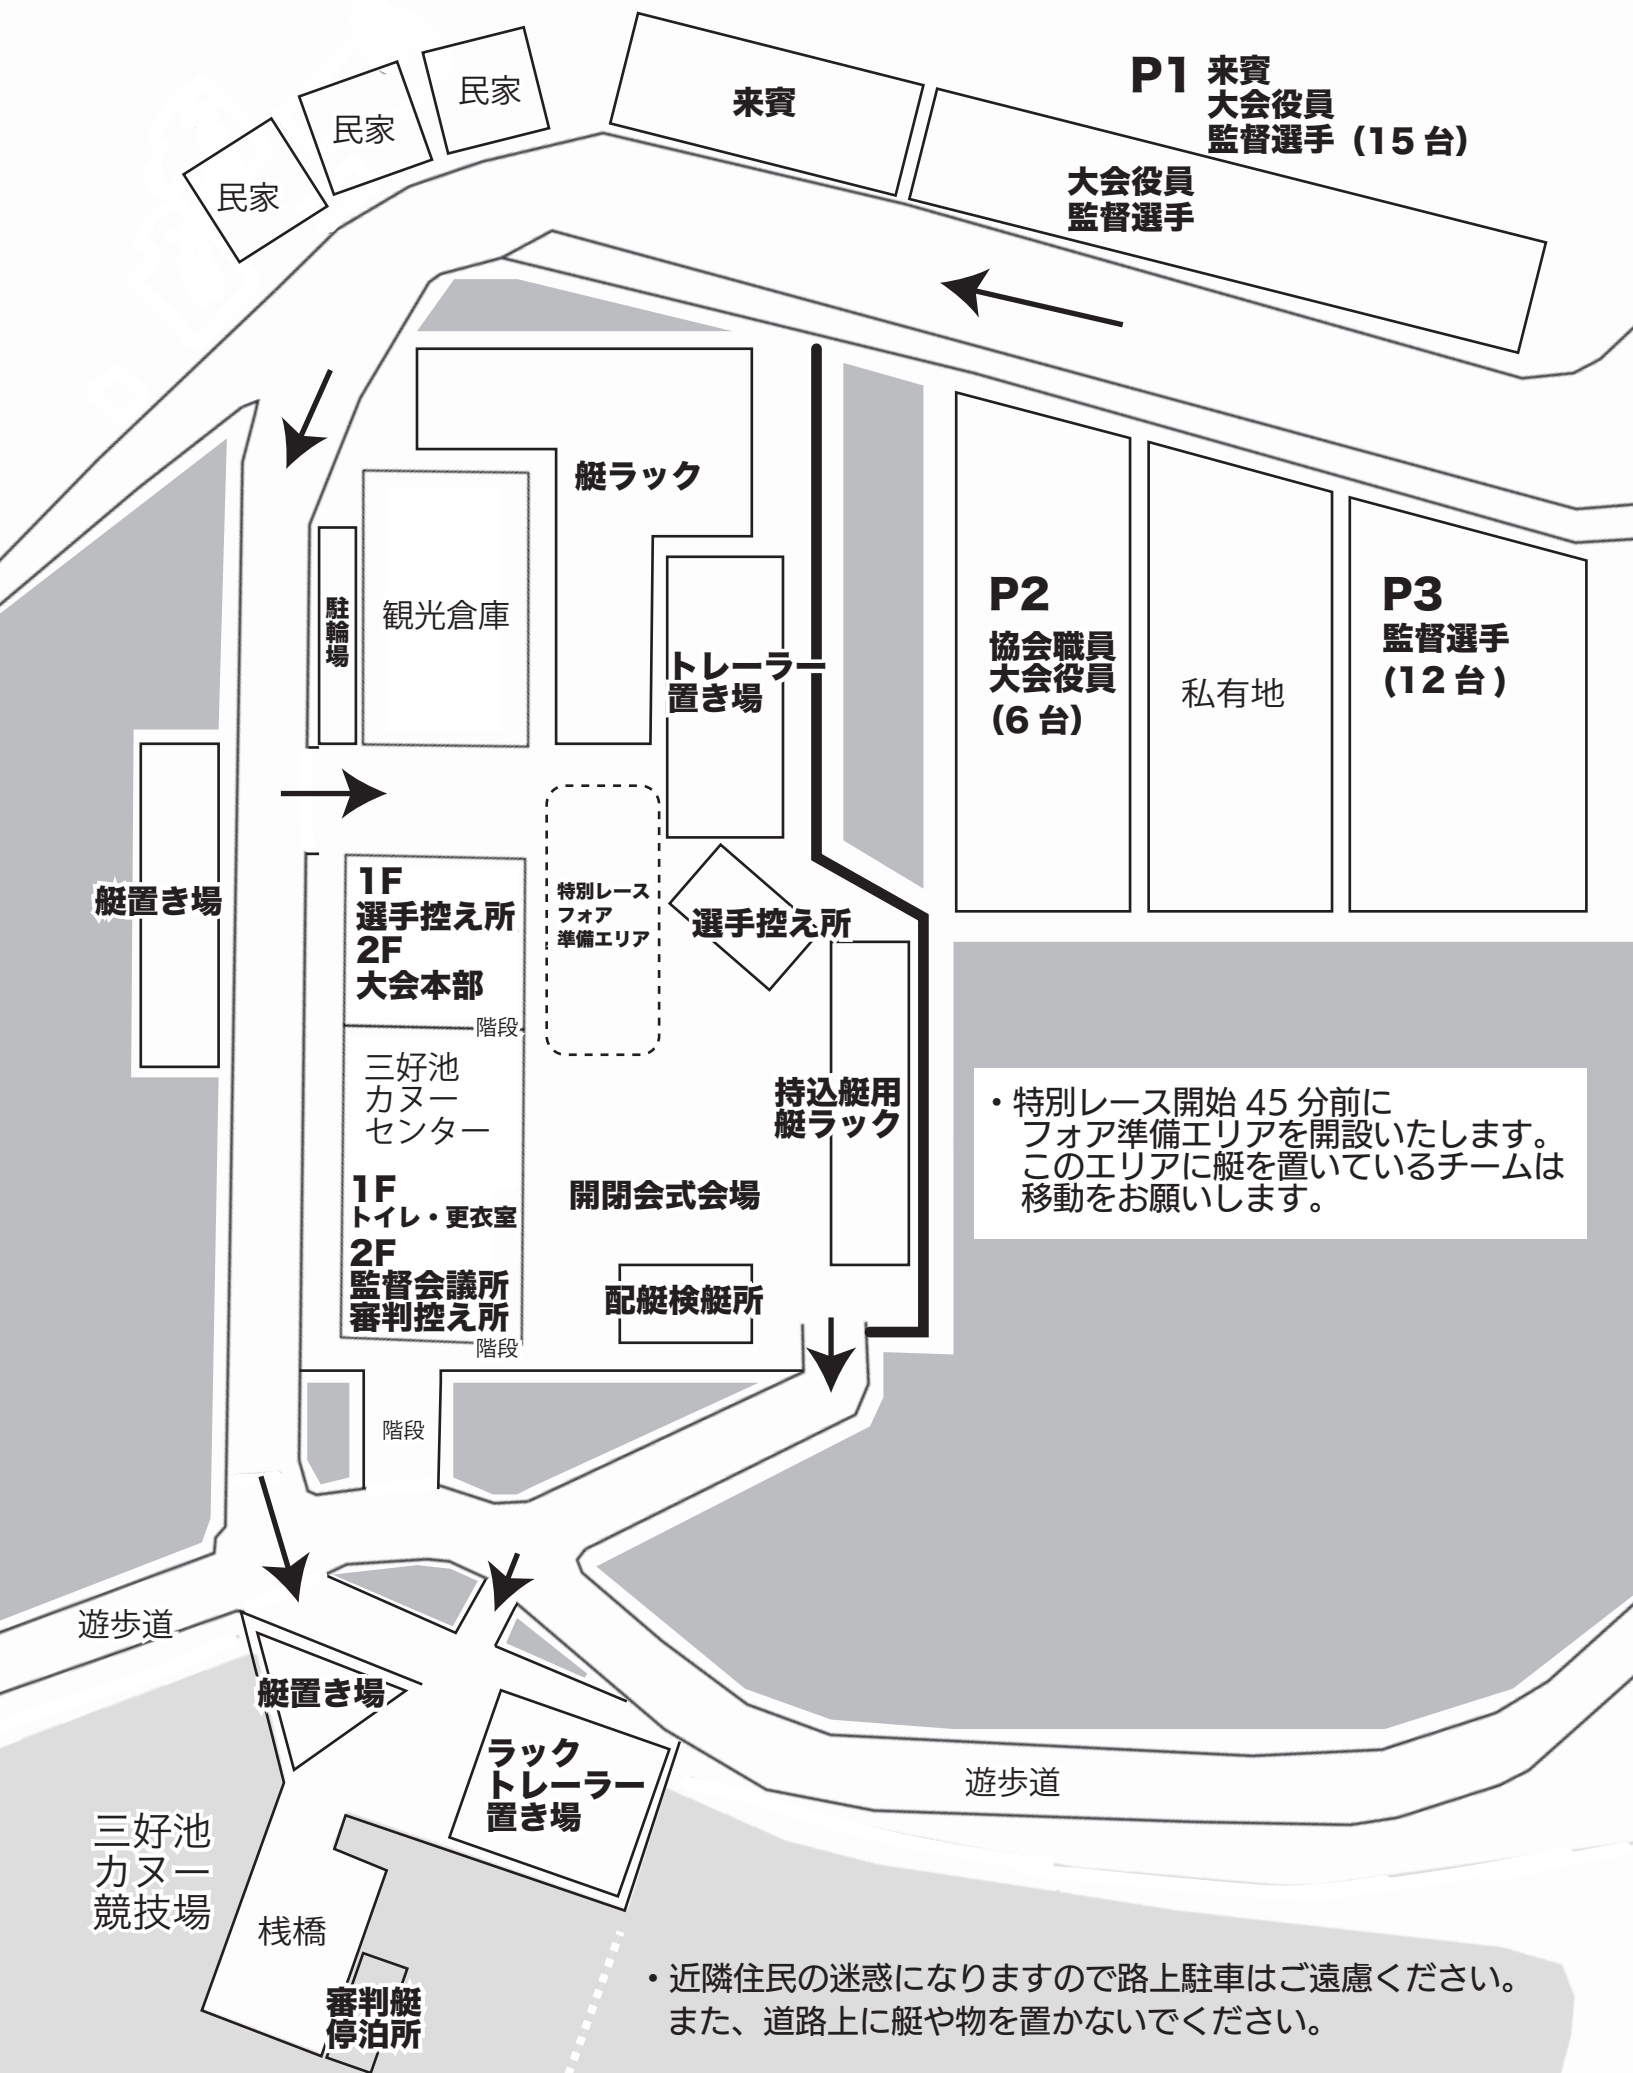 民家
民家
民家
来賓
P1 来賓
大会役員
監督選手（15 台）
大会役員
監督選手
艇ラック
駐輪場
観光倉庫
トレーラー
置き場
P2
協会職員
大会役員
（6 台）
私有地
P3
監督選手
(12 台 )
艇置き場
1F
選手控え所
2F
大会本部
階段
特別レース
フォア
準備エリア
選手控え所
三好池
カヌー
センター
持込艇用
艇ラック
・特別レース開始 45 分前に
フォア準備エリアを開設いたします。
このエリアに艇を置いているチームは
移動をお願いします。
1F
トイレ・更衣室
2F
監督会議所
審判控え所
階段
開閉会式会場
配艇検艇所
階段
遊歩道
艇置き場
ラック
トレーラー
置き場
遊歩道
三好池
カヌー
競技場
桟橋
審判艇
停泊所
・近隣住民の迷惑になりますので路上駐車はご遠慮ください。
また、道路上に艇や物を置かないでください。